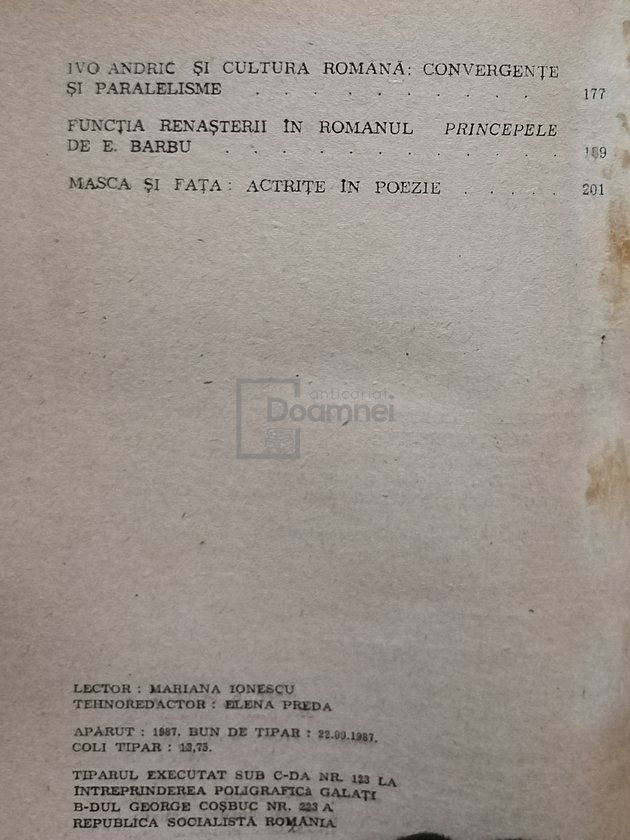 IVO ANDRIC ȘI CULTURA ROMÂNĂ: CONVERGENȚE
ȘI PARALELISME . . . . . . . . . . 177
FUNCȚIA RENAȘTERII ÎN ROMANUL PRINCEPELE
DE E. BARBU . . . . . . . . . . . 189
MASCA ȘI FAȚA: ACTRIȚE ÎN POEZIE . . . . 201
anticariat
Doamnei
LECTOR : MARIANA IONESCU
TEHNOREDACTOR : ELENA PREDA
APĂRUT : 1987. BUN DE TIPAR : 22.09.1987.
COLI TIPAR : 13,75.
TIPARUL EXECUTAT SUB C-DA NR. 123 LA
ÎNTREPRINDEREA POLIGRAFICĂ GALAȚI
B-DUL GEORGE COȘBUC NR. 223 A
REPUBLICA SOCIALISTĂ ROMÂNIA